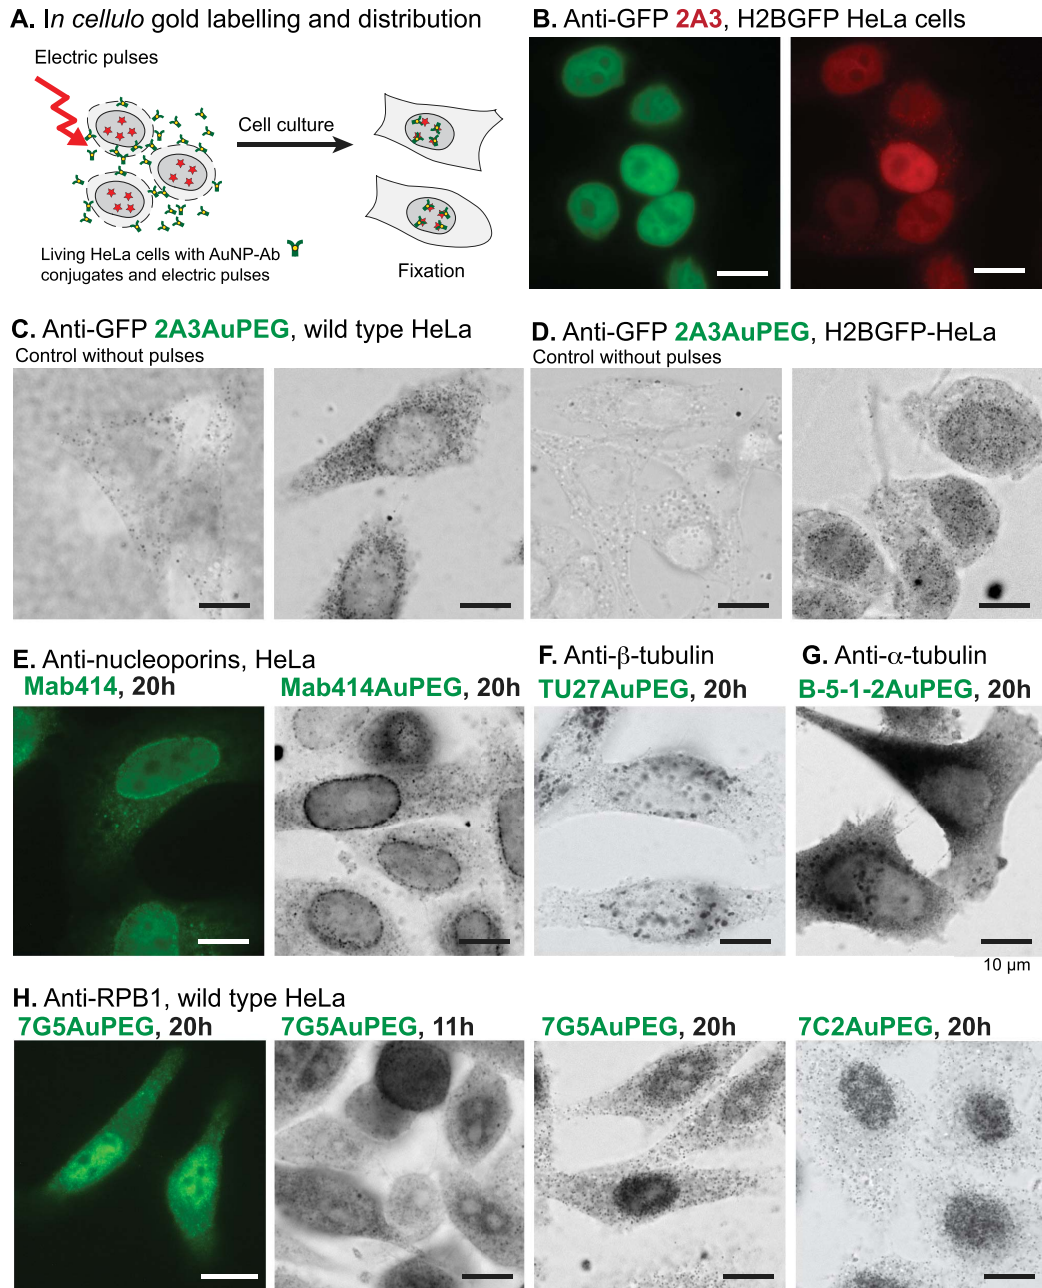 A. In cellulo gold labelling and distribution
Electric pulses
Cell culture
Living HeLa cells with AuNP-Ab
conjugates and electric pulses
Fixation
B. Anti-GFP 2A3, H2BGFP HeLa cells
C. Anti-GFP 2A3AuPEG, wild type HeLa
Control without pulses
D. Anti-GFP 2A3AuPEG, H2BGFP-HeLa
Control without pulses
E. Anti-nucleoporins, HeLa
Mab414, 20h
Mab414AuPEG, 20h
F. Anti-β-tubulin
TU27AuPEG, 20h
G. Anti-α-tubulin
B-5-1-2AuPEG, 20h
10 µm
H. Anti-RPB1, wild type HeLa
7G5AuPEG, 20h
7G5AuPEG, 11h
7G5AuPEG, 20h
7C2AuPEG, 20h